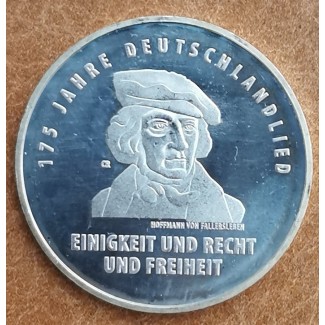 175 JAHRE DEUTSCHLANDLIED
HOFFMANN VON FALLERSLEBEN
EINIGKEIT UND RECHT
UND FREIHEIT